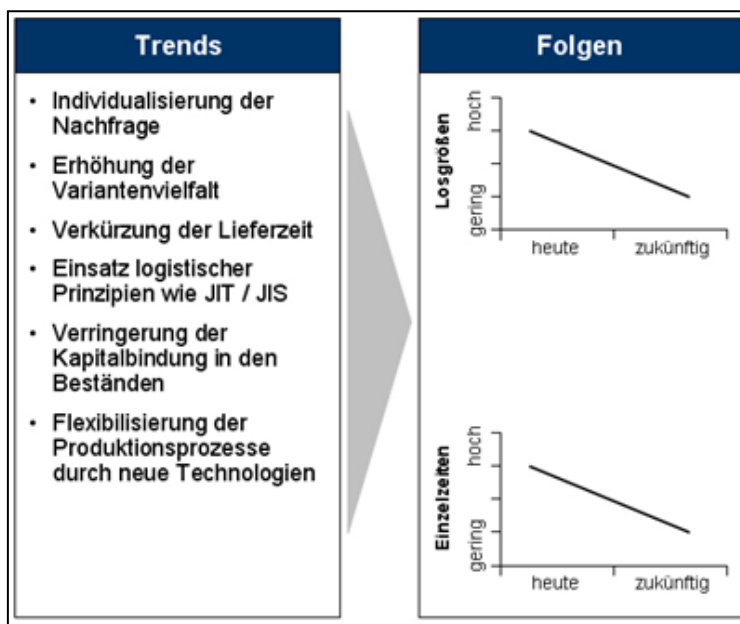 Trends
• Individualisierung der
Nachfrage
• Erhöhung der
Variantenvielfalt
• Verkürzung der Lieferzeit
• Einsatz logistischer
Prinzipien wie JIT / JIS
• Verringerung der
Kapitalbindung in den
Beständen
• Flexibilisierung der
Produktionsprozesse
durch neue Technologien
Folgen
Losgrößen
hoch
gering
heute
zukünftig
Einzelzeiten
hoch
gering
heute
zukünftig